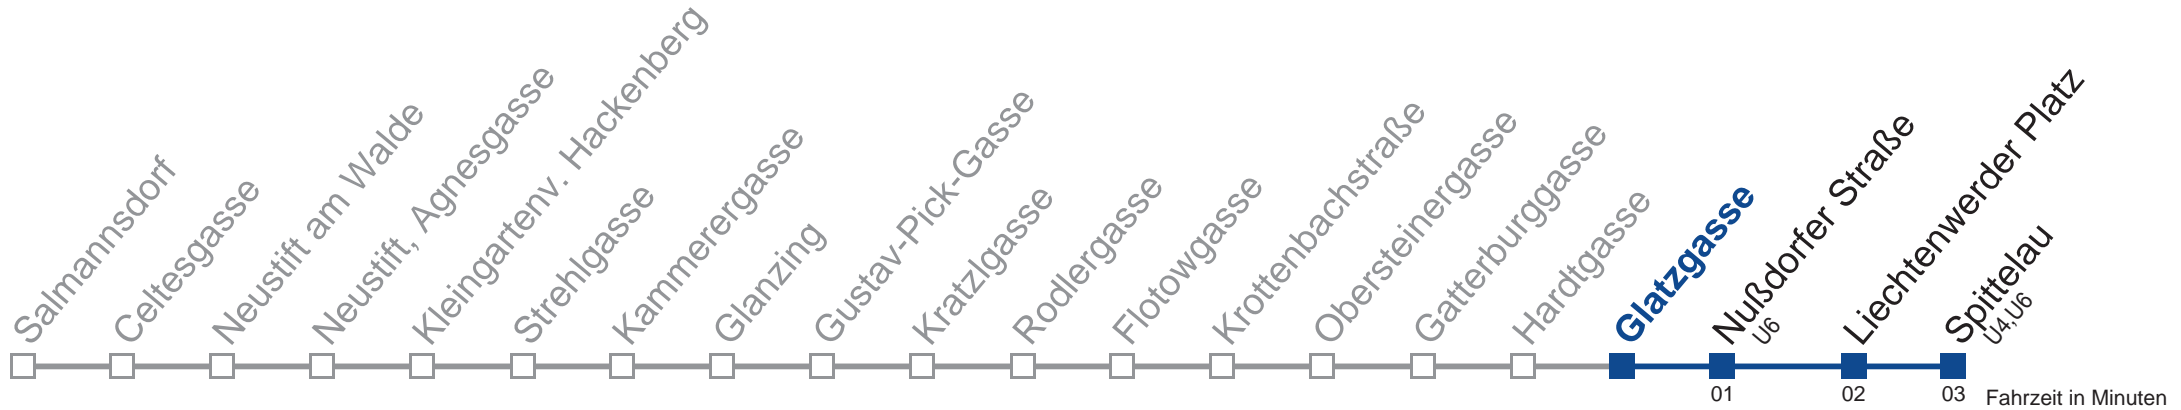 Salmannsdorf
Celtesgasse
Neustift am Walde
Neustift, Agnesgasse
Kleingartenv. Hackenberg
Strehlgasse
Kammerergasse
Glanzing
Gustav-Pick-Gasse
Kratzlgasse
Rodlergasse
Flotowgasse
Krottenbachstraße
Obersteinergasse
Gatterburggasse
Hardtgasse
Glatzgasse
Nußdorfer Straße
U6
Liechtenwerder Platz
Spittelau
U4,U6
01
02
03
Fahrzeit in Minuten